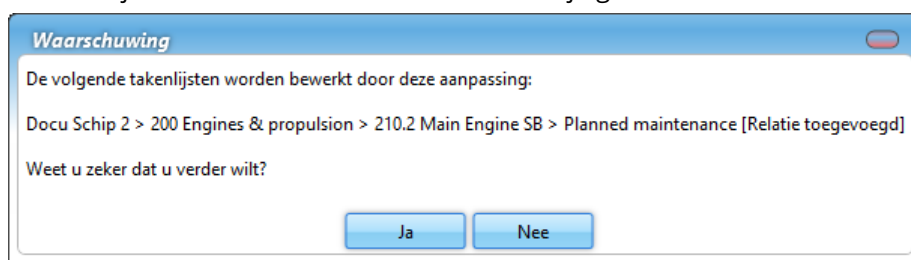 Waarschuwing
De volgende takenlijsten worden bewerkt door deze aanpassing:
Docu Schip 2 > 200 Engines & propulsion > 210.2 Main Engine SB > Planned maintenance [Relatie toegevoegd]
Weet u zeker dat u verder wilt?
Ja Nee